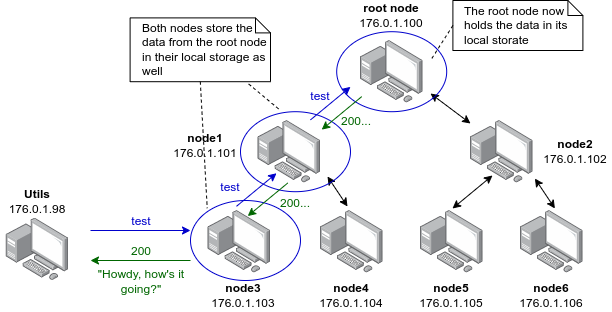 root node
176.0.1.100
Both nodes store the
data from the root node
in their local storage as
well
The root node now
holds the data in its
local storate
test
200...
node1
176.0.1.101
node2
176.0.1.102
test
200...
Utils
176.0.1.98
test
200
"Howdy, how's it
going?"
node3
176.0.1.103
node4
176.0.1.104
node5
176.0.1.105
node6
176.0.1.106